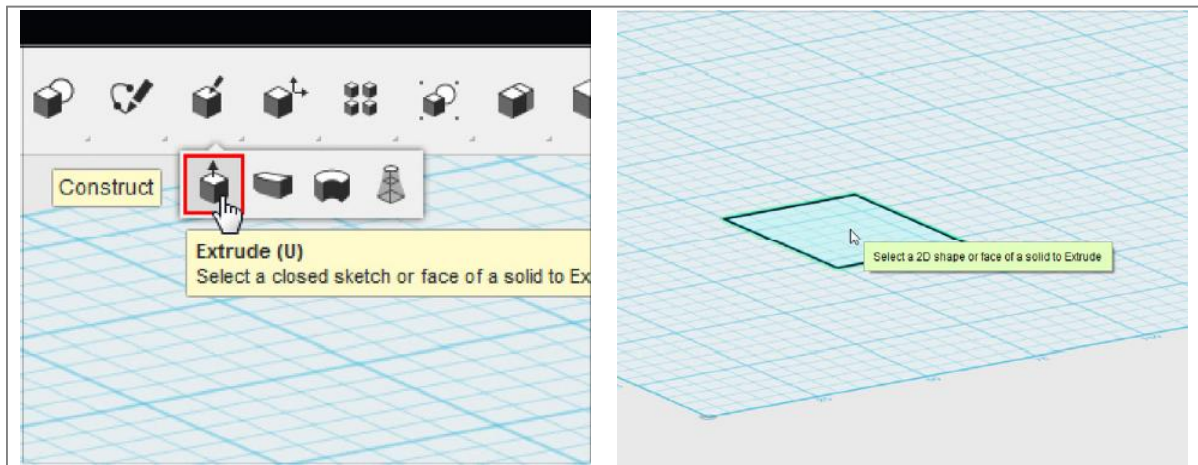 Construct
Extrude (U)
Select a closed sketch or face of a solid to Ex
Select a 2D shape or face of a solid to Extrude